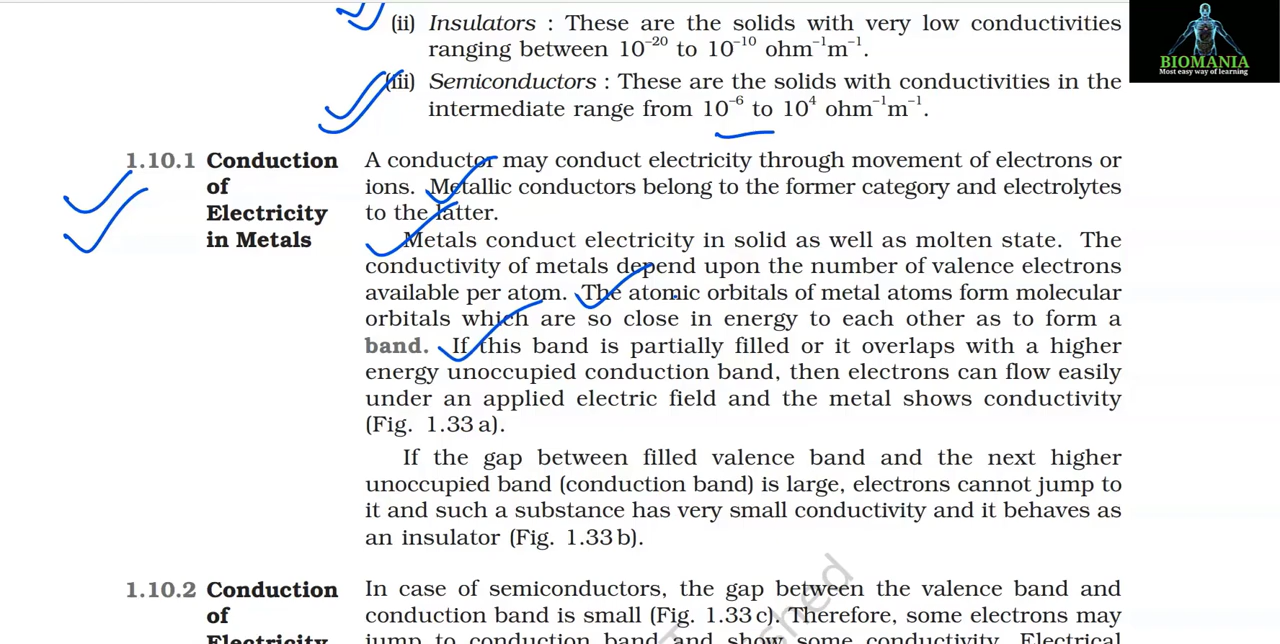 (ii) Insulators : These are the solids with very low conductivities
ranging between 10⁻²⁰ to 10⁻¹⁰ ohm⁻¹m⁻¹.
BIOMANIA
Most easy way of learning
(iii) Semiconductors : These are the solids with conductivities in the
intermediate range from 10⁻⁶ to 10⁴ ohm⁻¹m⁻¹.
1.10.1 Conduction
of
Electricity
in Metals
A conductor may conduct electricity through movement of electrons or
ions. Metallic conductors belong to the former category and electrolytes
to the latter.
Metals conduct electricity in solid as well as molten state. The
conductivity of metals depend upon the number of valence electrons
available per atom. The atomic orbitals of metal atoms form molecular
orbitals which are so close in energy to each other as to form a
band. If this band is partially filled or it overlaps with a higher
energy unoccupied conduction band, then electrons can flow easily
under an applied electric field and the metal shows conductivity
(Fig. 1.33 a).
If the gap between filled valence band and the next higher
unoccupied band (conduction band) is large, electrons cannot jump to
it and such a substance has very small conductivity and it behaves as
an insulator (Fig. 1.33 b).
1.10.2 Conduction
of
Electricity
In case of semiconductors, the gap between the valence band and
conduction band is small (Fig. 1.33 c). Therefore, some electrons may
jump to conduction band and show some conductivity. Electrical